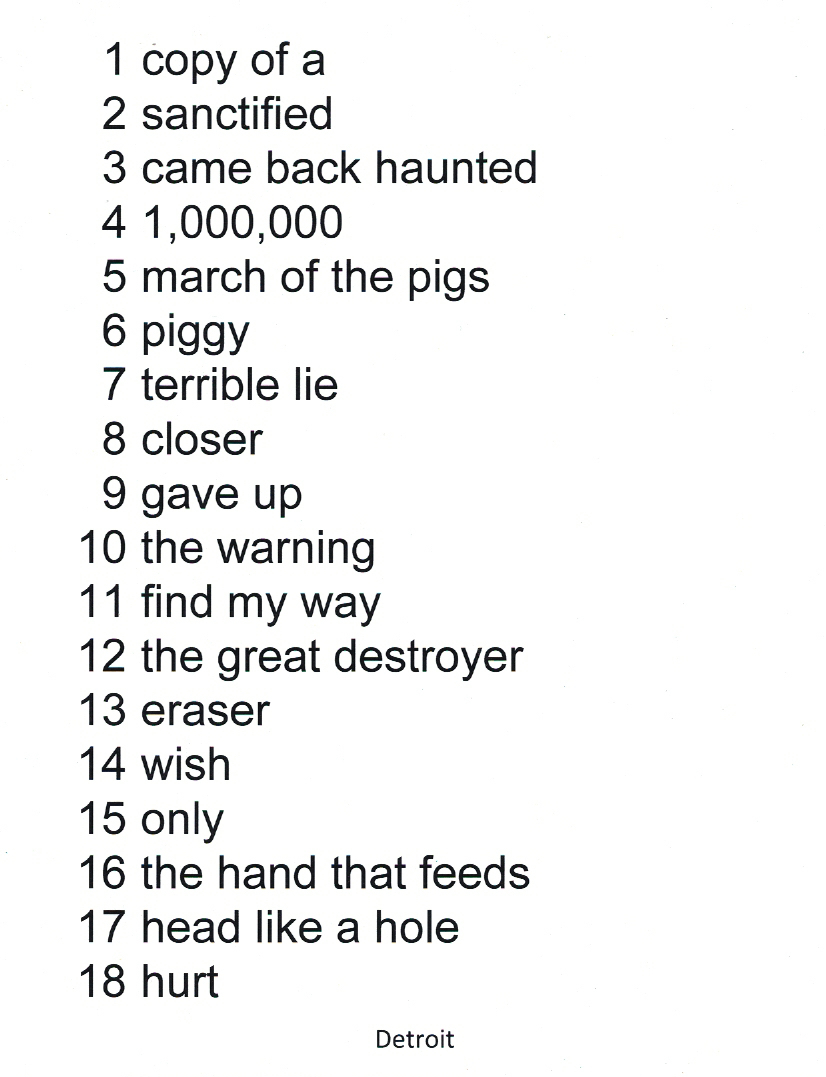 1 copy of a
2 sanctified
3 came back haunted
4 1,000,000
5 march of the pigs
6 piggy
7 terrible lie
8 closer
9 gave up
10 the warning
11 find my way
12 the great destroyer
13 eraser
14 wish
15 only
16 the hand that feeds
17 head like a hole
18 hurt
Detroit